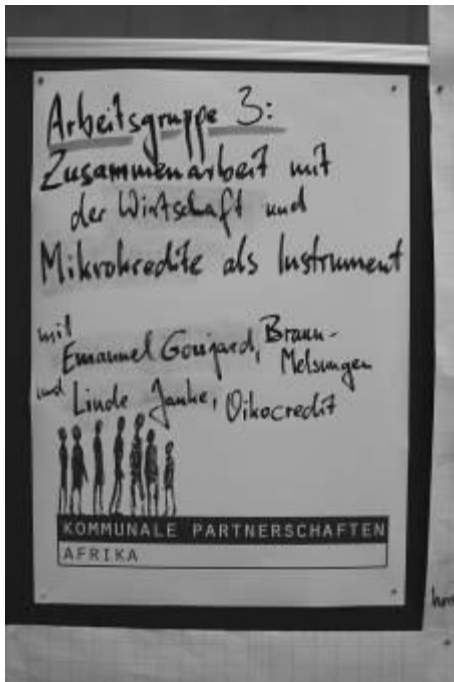 Arbeitsgruppe 3:
Zusammenarbeit mit
der Wirtschaft und
Mikrokredite als Instrument
mit
Emanuel Goujard, Braun-
Melsungen
und Linde Janke, Oikocredit
KOMMUNALE PARTNERSCHAFTEN
AFRIKA